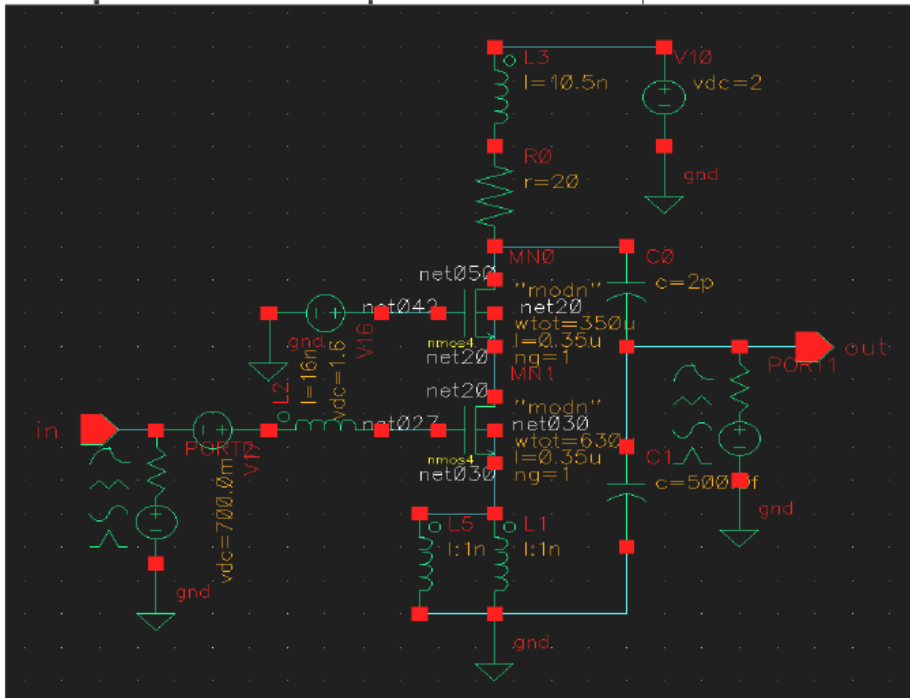 L3
V10
l=10.5n
vdc=2
R0
gnd
r=20
MN0
C0
net050
c=2p
"modn"
net042
net20
wtot=350u
gnd
V16
l=0.35u
nmos4
ng=1
out
net20
MN1
PORT1
l=16n
vdc=1.6
L2
net20
"modn"
in
net027
net030
PORT0
V17
wtot=630
nmos4
l=0.35u
C1
net030
ng=1
gnd
vdc=700.0m
L5
L1
l:1n
l:1n
gnd
gnd